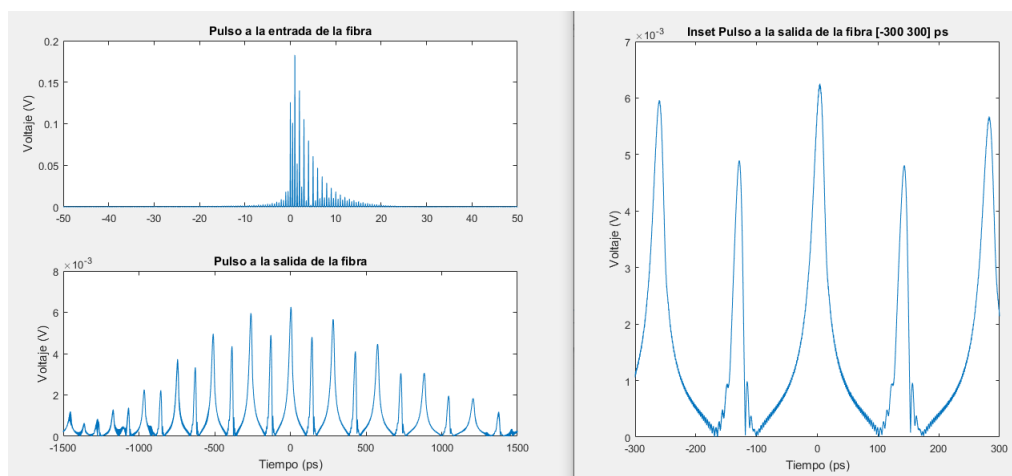 Pulso a la entrada de la fibra
0.2
0.15
0.1
0.05
0
Voltaje (V)
-50 -40 -30 -20 -10 0 10 20 30 40 50
Pulso a la salida de la fibra
×10-3
8
6
4
2
0
Voltaje (V)
-1500 -1000 -500 0 500 1000 1500
Tiempo (ps)
Inset Pulso a la salida de la fibra [-300 300] ps
×10-3
7
6
5
4
3
2
1
0
Voltaje (V)
-300 -200 -100 0 100 200 300
Tiempo (ps)